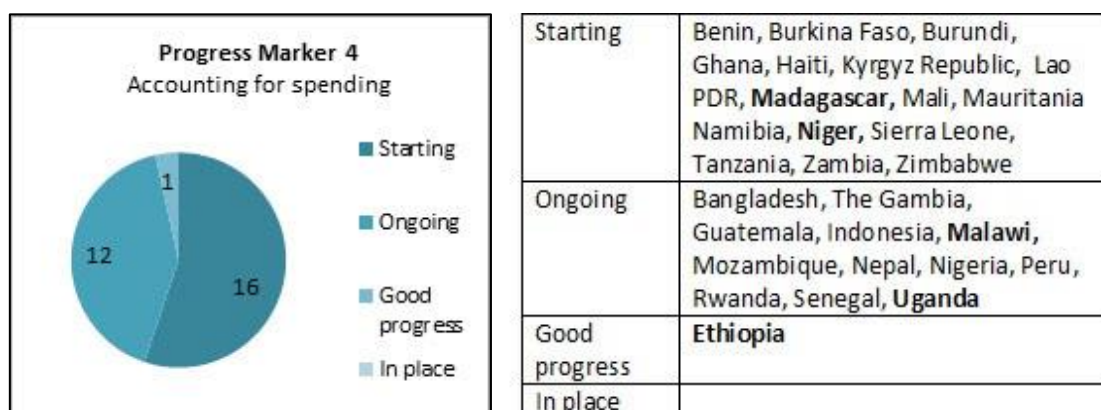 Progress Marker 4
Accounting for spending
Starting
Ongoing
Good
progress
In place
1
12
16
Starting
Benin, Burkina Faso, Burundi,
Ghana, Haiti, Kyrgyz Republic, Lao
PDR, Madagascar, Mali, Mauritania
Namibia, Niger, Sierra Leone,
Tanzania, Zambia, Zimbabwe
Ongoing
Bangladesh, The Gambia,
Guatemala, Indonesia, Malawi,
Mozambique, Nepal, Nigeria, Peru,
Rwanda, Senegal, Uganda
Good
progress
Ethiopia
In place